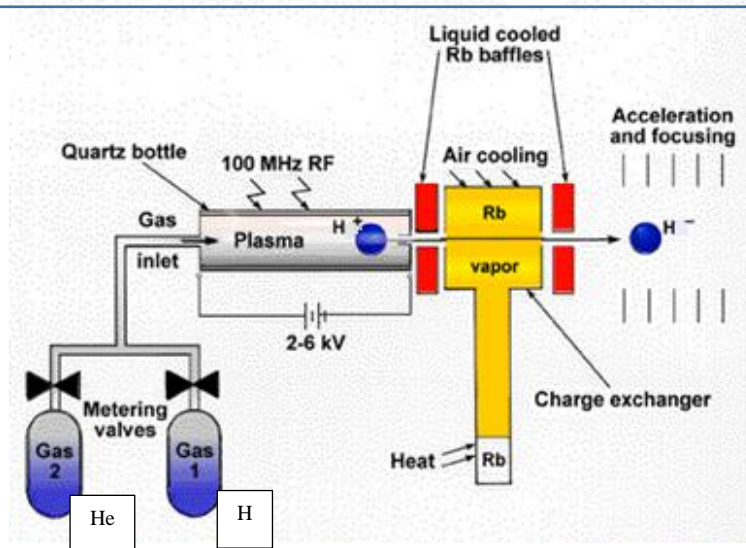 Liquid cooled
Rb baffles
Acceleration
and focusing
Quartz bottle
100 MHz RF
Air cooling
Gas
inlet
Plasma
H +
Rb
vapor
H −
2-6 kV
Metering
valves
Charge exchanger
Gas
2
Gas
1
Heat
Rb
He
H